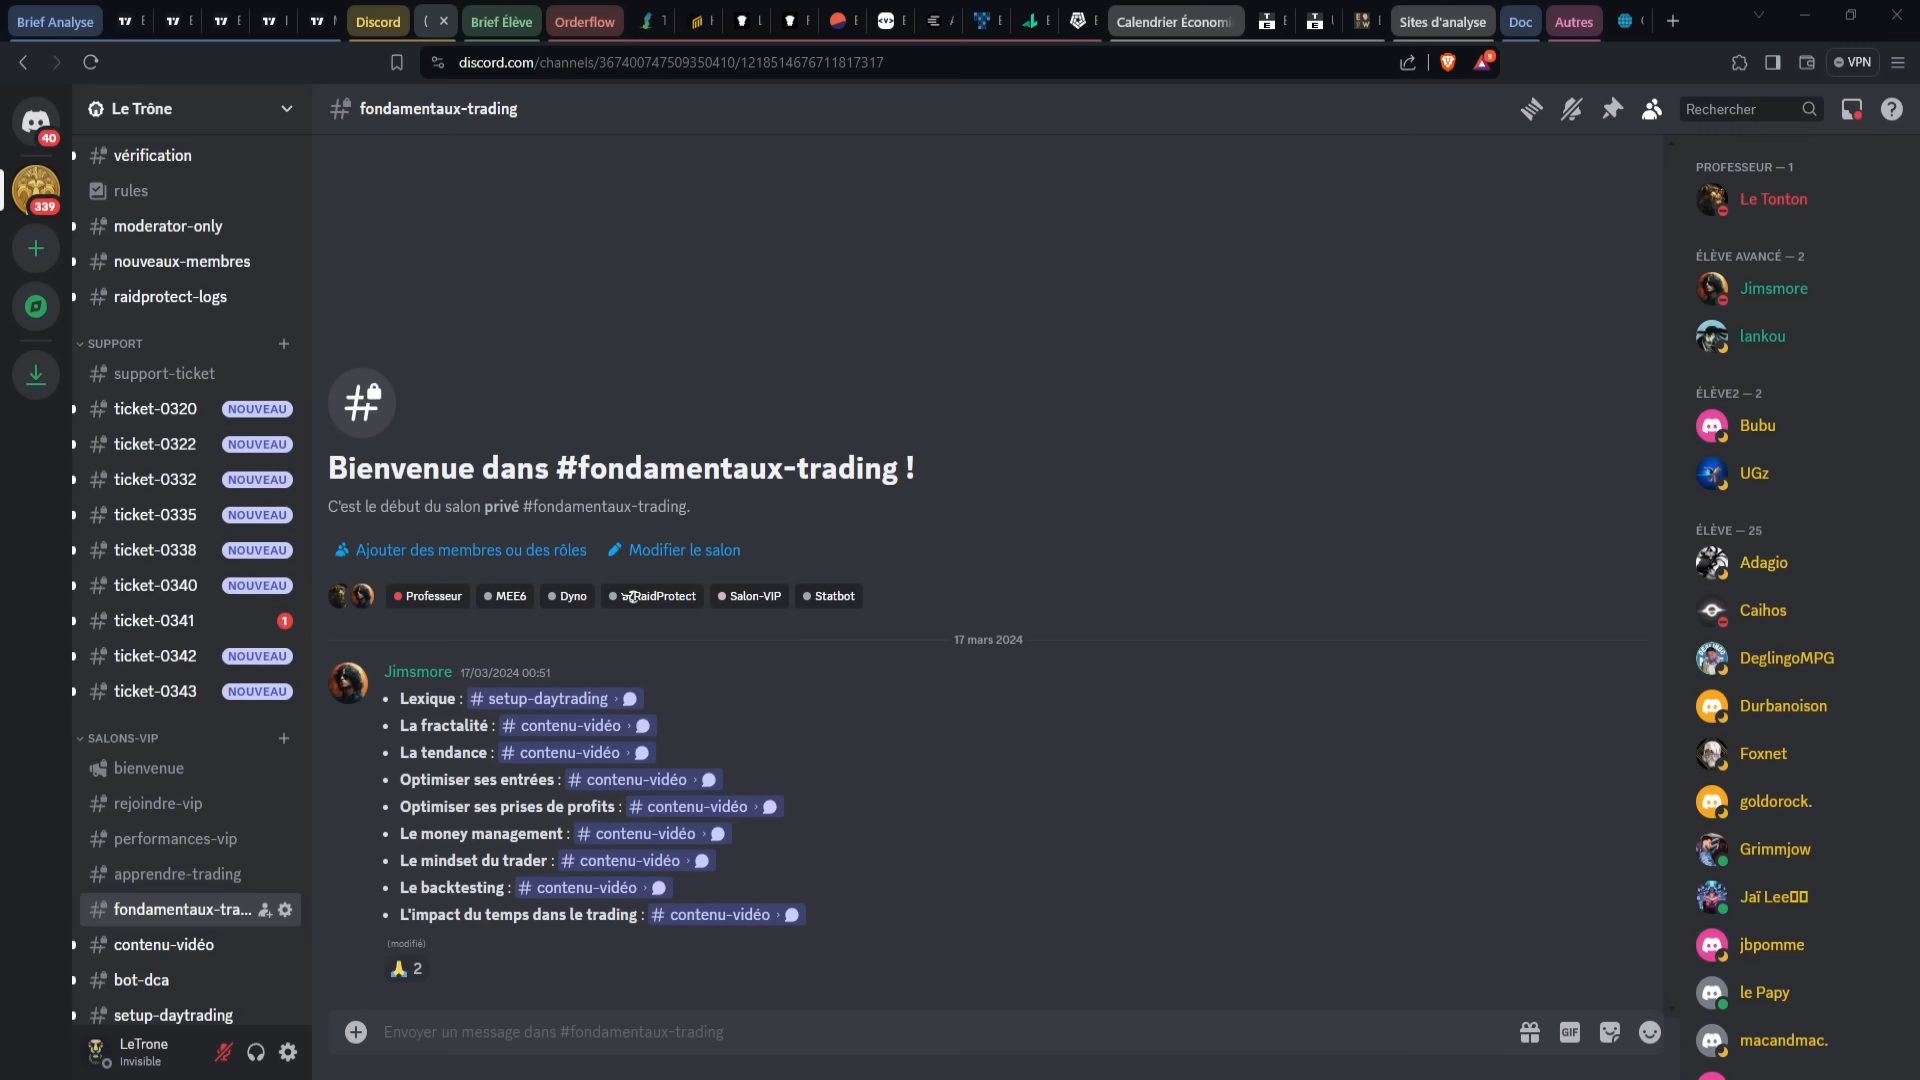 Brief Analyse
Discord
Brief Élève
Orderflow
Calendrier Économi
Sites d'analyse
Doc
Autres
discord.com/channels/367400747509350410/1218514676711817317
9
VPN
40
339
Le Trône
vérification
rules
moderator-only
nouveaux-membres
raidprotect-logs
SUPPORT
support-ticket
ticket-0320 NOUVEAU
ticket-0322 NOUVEAU
ticket-0332 NOUVEAU
ticket-0335 NOUVEAU
ticket-0338 NOUVEAU
ticket-0340 NOUVEAU
ticket-0341 1
ticket-0342 NOUVEAU
ticket-0343 NOUVEAU
SALONS-VIP
bienvenue
rejoindre-vip
performances-vip
apprendre-trading
fondamentaux-tra...
contenu-vidéo
bot-dca
setup-daytrading
LeTrone
Invisible
fondamentaux-trading
Rechercher
Bienvenue dans #fondamentaux-trading !
C'est le début du salon privé #fondamentaux-trading.
Ajouter des membres ou des rôles Modifier le salon
Professeur MEE6 Dyno RaidProtect Salon-VIP Statbot
17 mars 2024
Jimsmore 17/03/2024 00:51
• Lexique : # setup-daytrading ›
• La fractalité : # contenu-vidéo ›
• La tendance : # contenu-vidéo ›
• Optimiser ses entrées : # contenu-vidéo ›
• Optimiser ses prises de profits : # contenu-vidéo ›
• Le money management : # contenu-vidéo ›
• Le mindset du trader : # contenu-vidéo ›
• Le backtesting : # contenu-vidéo ›
• L'impact du temps dans le trading : # contenu-vidéo ›
(modifié)
2
Envoyer un message dans #fondamentaux-trading
GIF
PROFESSEUR — 1
Le Tonton
ÉLÈVE AVANCÉ — 2
Jimsmore
lankou
ÉLÈVE2 — 2
Bubu
UGz
ÉLÈVE — 25
Adagio
Caihos
DeglingoMPG
Durbanoison
Foxnet
goldorock.
Grimmjow
Jaï Lee
jbpomme
le Papy
macandmac.